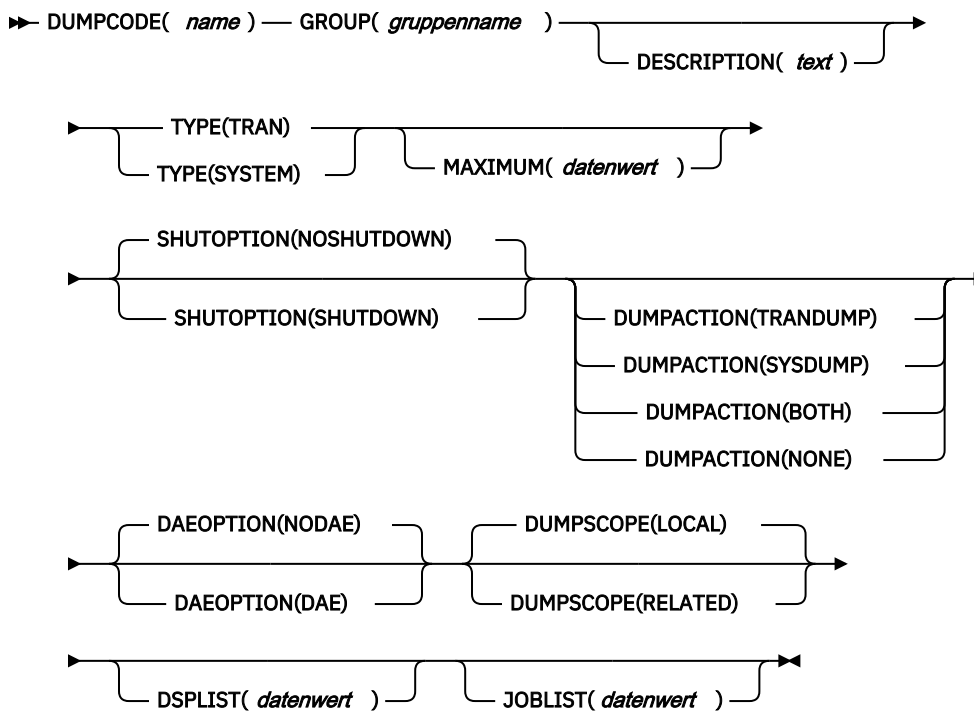 DUMPCODE( name ) GROUP( gruppenname )
DESCRIPTION( text )
TYPE(TRAN)
TYPE(SYSTEM)
MAXIMUM( datenwert )
SHUTOPTION(NOSHUTDOWN)
SHUTOPTION(SHUTDOWN)
DUMPACTION(TRANDUMP)
DUMPACTION(SYSDUMP)
DUMPACTION(BOTH)
DUMPACTION(NONE)
DAEOPTION(NODAE)
DAEOPTION(DAE)
DUMPSCOPE(LOCAL)
DUMPSCOPE(RELATED)
DSPLIST( datenwert )
JOBLIST( datenwert )